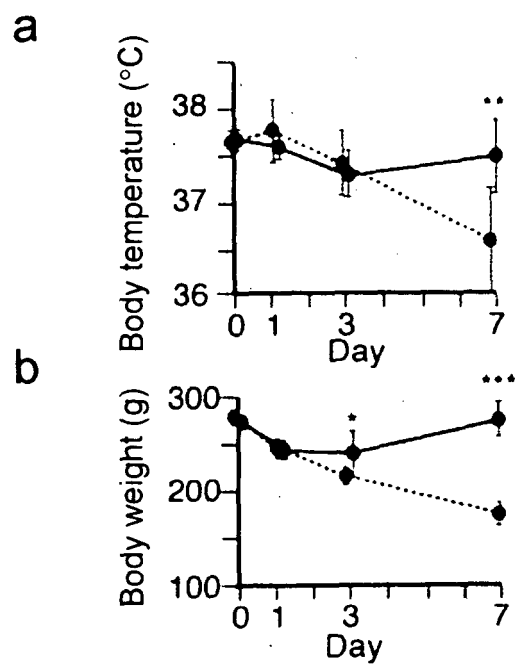 a
Body temperature (°C)
38
37
36
**
0 1 3 7
Day
b
Body weight (g)
300
200
100
*
***
0 1 3 7
Day